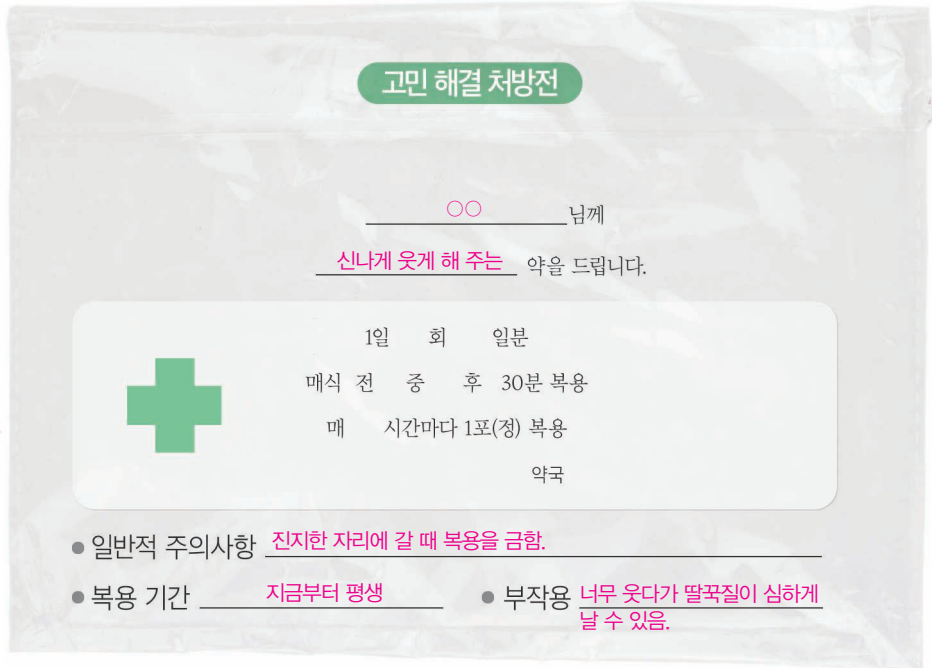 고민 해결 처방전
○○ 님께
신나게 웃게 해 주는 약을 드립니다.
1일 회 일분
매식 전 중 후 30분 복용
매 시간마다 1포(정) 복용
약국
● 일반적 주의사항 진지한 자리에 갈 때 복용을 금함.
● 복용 기간 지금부터 평생 ● 부작용 너무 웃다가 딸꾹질이 심하게
날 수 있음.